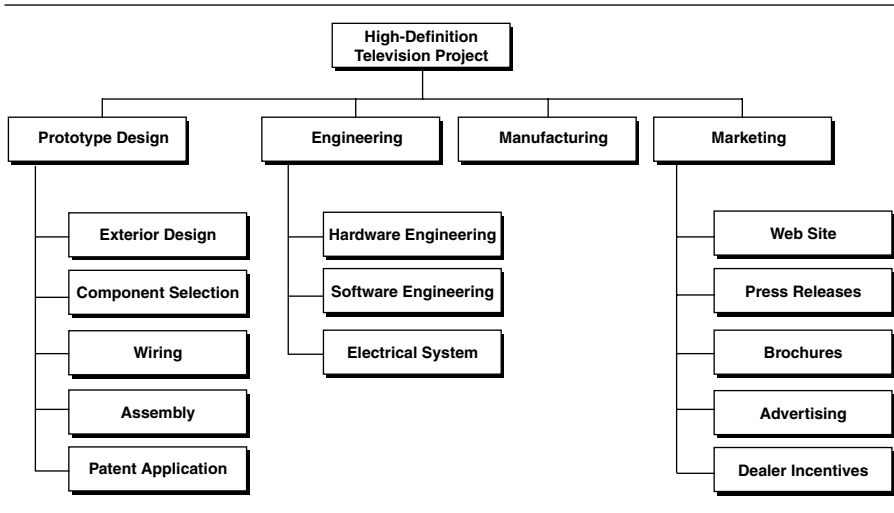 High-Definition
Television Project
Prototype Design
Engineering
Manufacturing
Marketing
Exterior Design
Component Selection
Wiring
Assembly
Patent Application
Hardware Engineering
Software Engineering
Electrical System
Web Site
Press Releases
Brochures
Advertising
Dealer Incentives